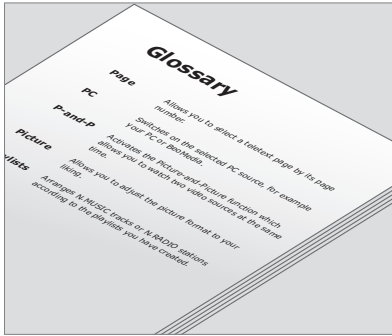 Glossary
Page
Allows you to select a teletext page by its page
number.
PC
Switches on the selected PC source, for example
your PC or BeoMedia.
P-and-P
Activates the Picture-and-Picture function which
allows you to watch two video sources at the same
time.
Picture
Allows you to adjust the picture format to your
liking.
ylists
Arranges N.MUSIC tracks or N.RADIO stations
according to the playlists you have created.